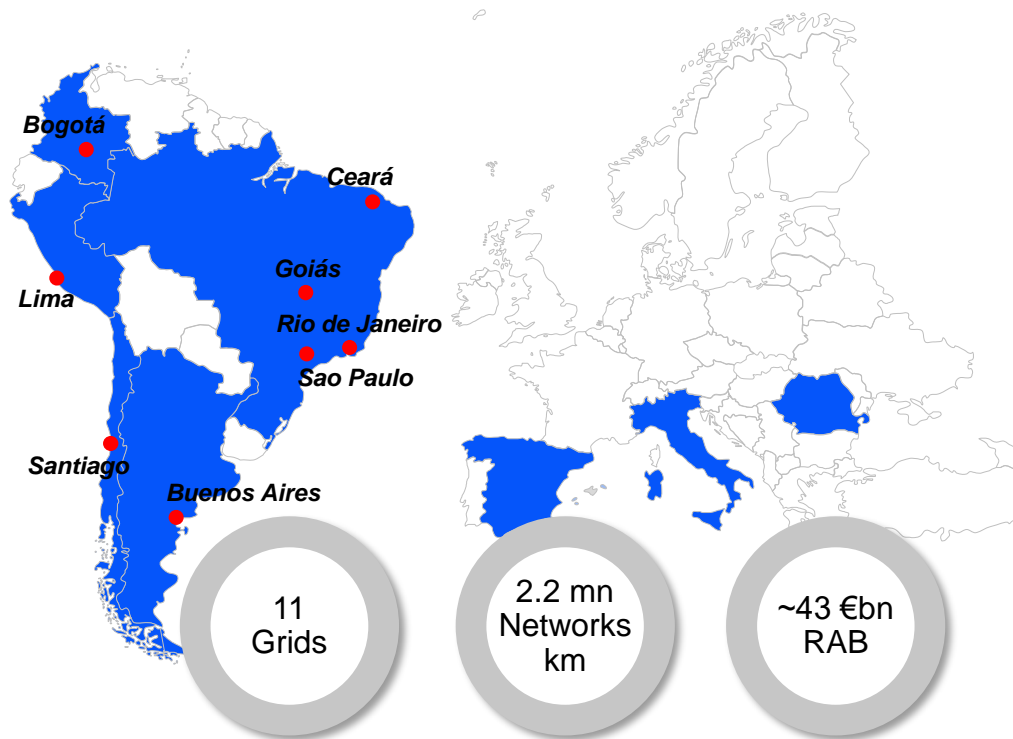 Bogotá
Ceará
Goiás
Lima
Rio de Janeiro
Sao Paulo
Santiago
Buenos Aires
11
Grids
2.2 mn
Networks
km
~43 €bn
RAB